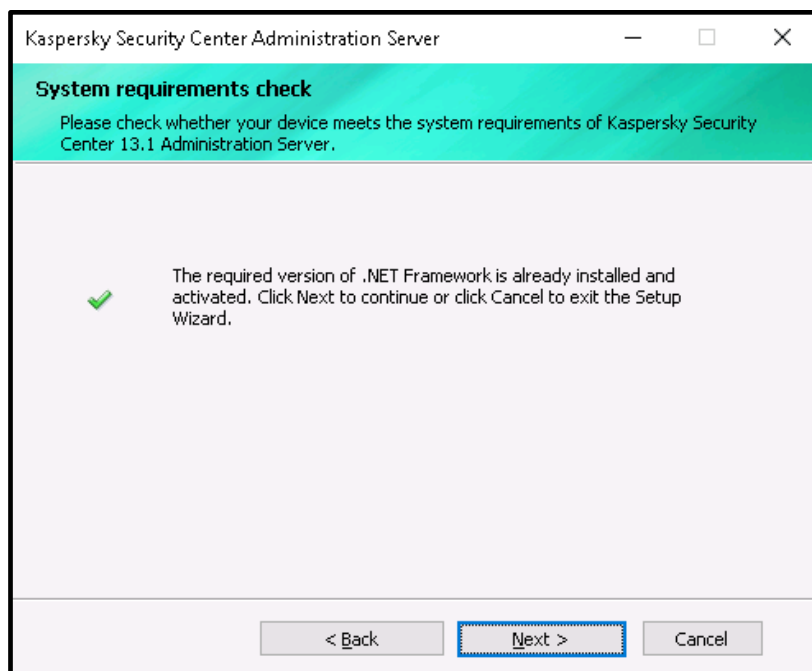 Kaspersky Security Center Administration Server
System requirements check
Please check whether your device meets the system requirements of Kaspersky Security
Center 13.1 Administration Server.
The required version of .NET Framework is already installed and
activated. Click Next to continue or click Cancel to exit the Setup
Wizard.
< Back
Next >
Cancel